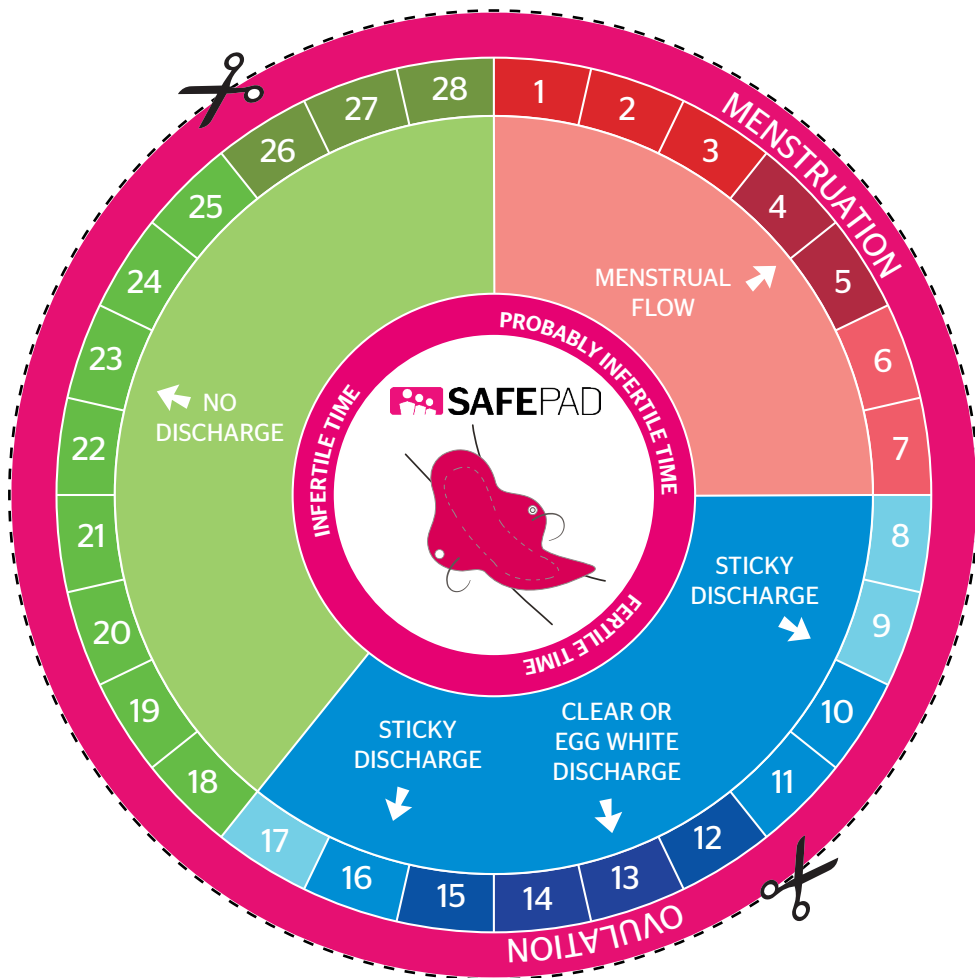 MENSTRUATION
1
2
3
4
5
6
7
8
9
10
11
12
13
14
15
16
17
18
19
20
21
22
23
24
25
26
27
28
OVULATION
MENSTRUAL
FLOW
STICKY
DISCHARGE
CLEAR OR
EGG WHITE
DISCHARGE
STICKY
DISCHARGE
NO
DISCHARGE
PROBABLY INFERTILE TIME
FERTILE TIME
INFERTILE TIME
SAFEPAD